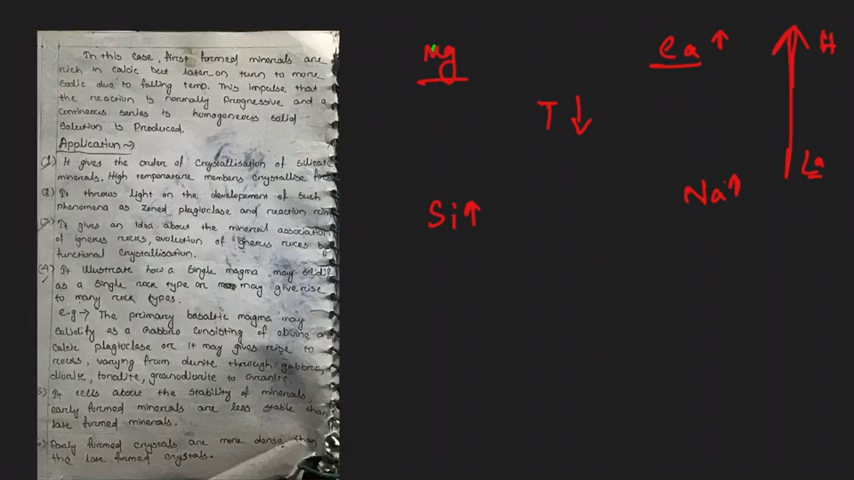 In this case, first formed minerals are
rich in calcic but later on turn to more
Sodic due to falling temp. This impulse that
the reaction is normally Progressive and a
continuous series is homogeneous solid
Solution is Produced.
Application
(1) It gives the order of Crystallisation of silicate
minerals. High temperature members crystallise
(2) It throws light on the development of such
Phenomena as zoned plagioclase and reaction rim
It gives an idea about the mineral association
of igneous rocks, evolution of igneous rocks by
functional Crystallisation.
(4) It illustrate how a single magma may solidi
as a single rock type or may give rise
to many rock types.
e.g → The primary basaltic magma may
Solidify as a Gabbro consisting of olivine
calcic plagioclase or it may gives rise to
rocks, varying from dunite through gabbro,
diorite, tonalite, granodiorite to Granite.
It tells about the stability of minerals,
early formed minerals are less stable than
late formed minerals.
Early formed crystals are more dense than
the late formed crystals.
Mg
Ca ↑
H
T ↓
La
Na ↑
Si ↑